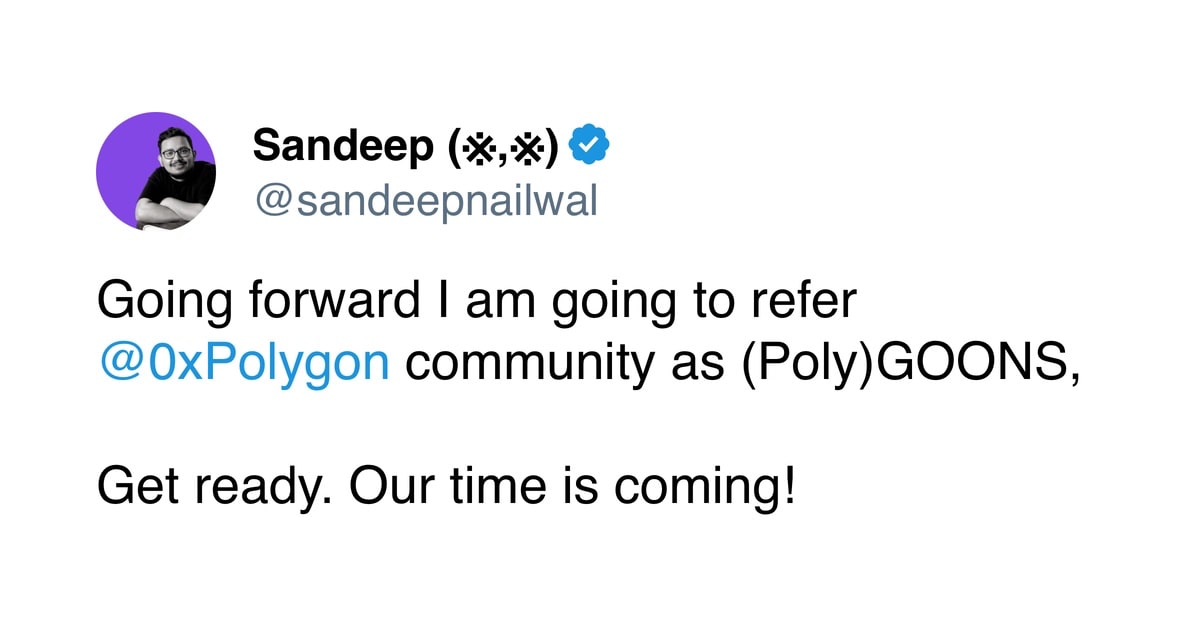 Sandeep (※,※)
@sandeepnailwal
Going forward I am going to refer
@0xPolygon community as (Poly)GOONS,
Get ready. Our time is coming!